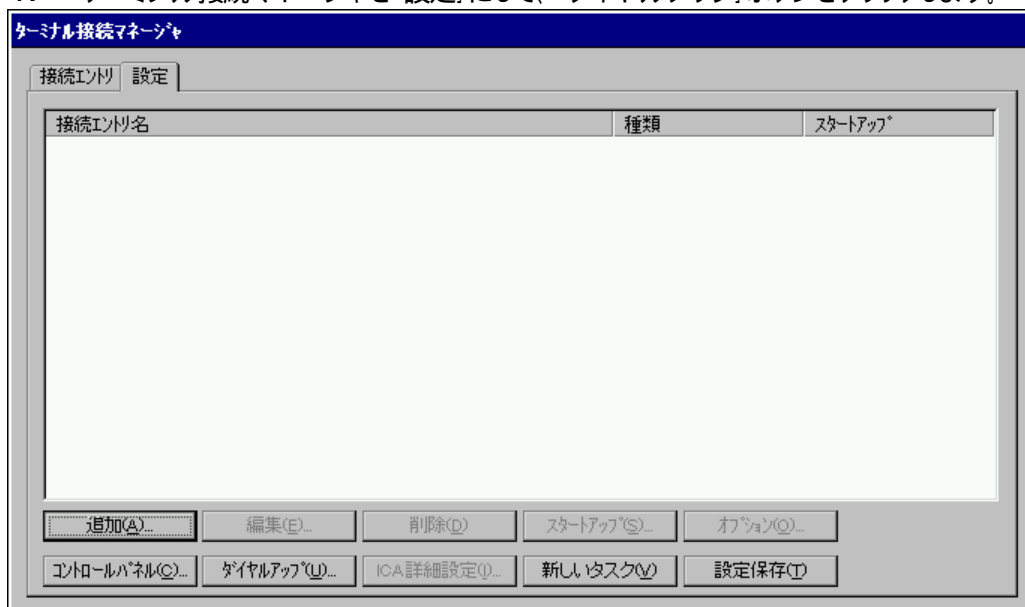 ﾀｰﾐﾅﾙ接続ﾏﾈｰｼﾞｬ
接続ｴﾝﾄﾘ 設定
接続ｴﾝﾄﾘ名 種類 ｽﾀｰﾄｱｯﾌﾟ
追加(A)... 編集(E)... 削除(D) ｽﾀｰﾄｱｯﾌﾟ(S)... ｵﾌﾟｼｮﾝ(O)...
ｺﾝﾄﾛｰﾙﾊﾟﾈﾙ(C)... ﾀﾞｲﾔﾙｱｯﾌﾟ(U)... ICA詳細設定(I)... 新しいﾀｽｸ(V) 設定保存(T)